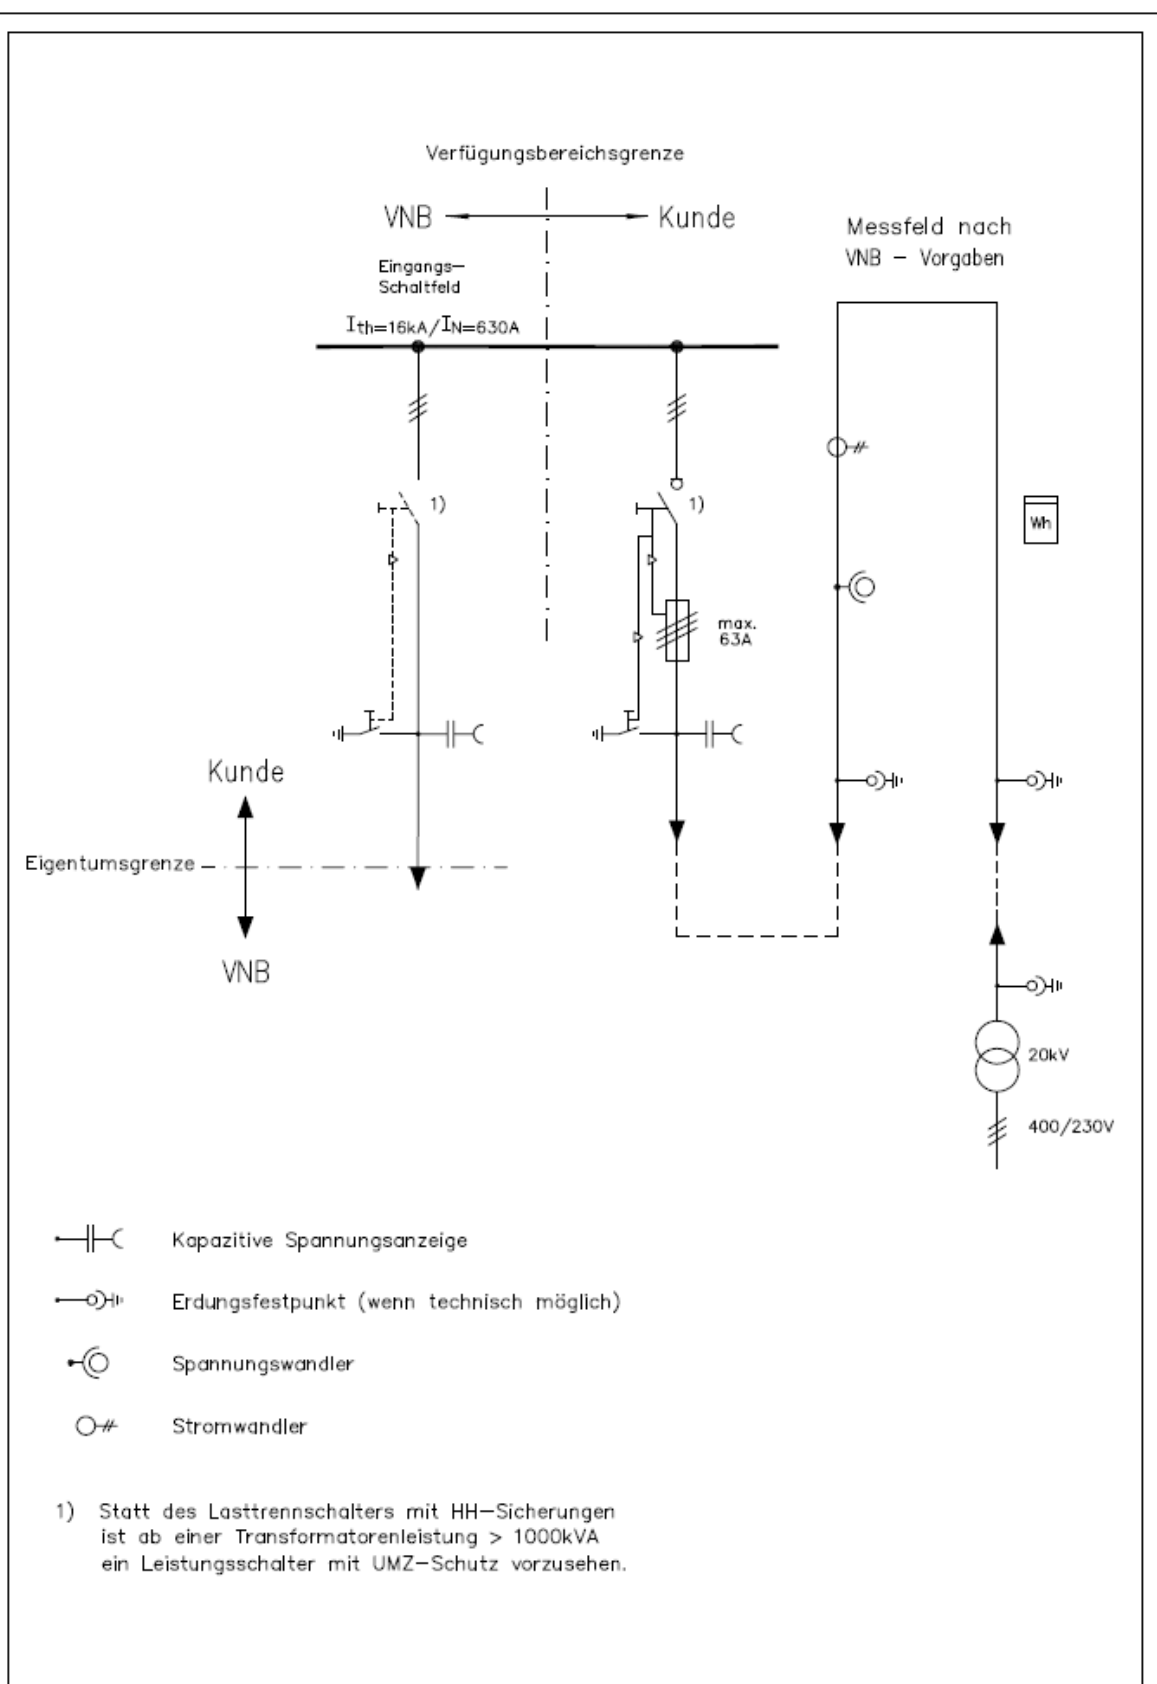 Verfügungsbereichsgrenze
VNB
Kunde
Messfeld nach
VNB – Vorgaben
Eingangs–
Schaltfeld
Ith=16kA/IN=630A
1)
1)
Wh
max.
63A
Kunde
Eigentumsgrenze
VNB
20kV
400/230V
Kapazitive Spannungsanzeige
Erdungsfestpunkt (wenn technisch möglich)
Spannungswandler
Stromwandler
1) Statt des Lasttrennschalters mit HH–Sicherungen
ist ab einer Transformatorenleistung > 1000kVA
ein Leistungsschalter mit UMZ–Schutz vorzusehen.